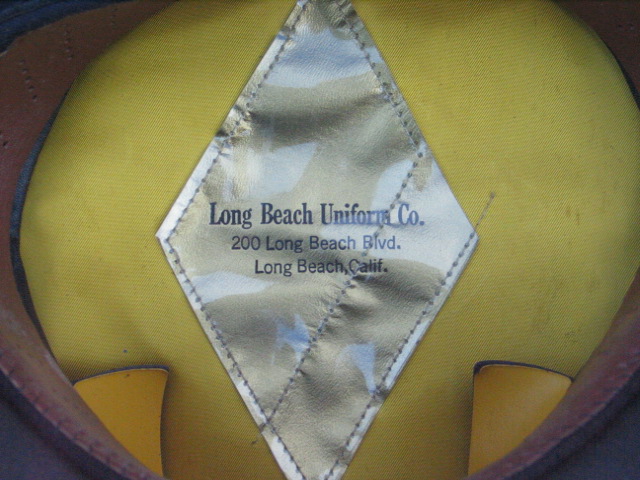 Long Beach Uniform Co.
200 Long Beach Blvd.
Long Beach, Calif.